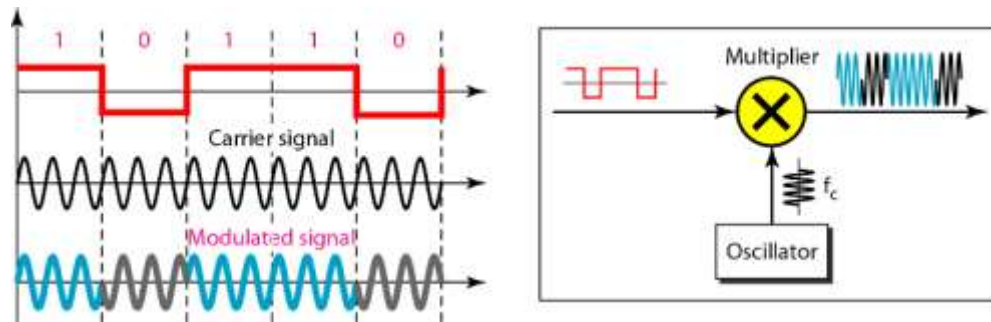 1 0 1 1 0
Carrier signal
Modulated signal
Multiplier
fc
Oscillator